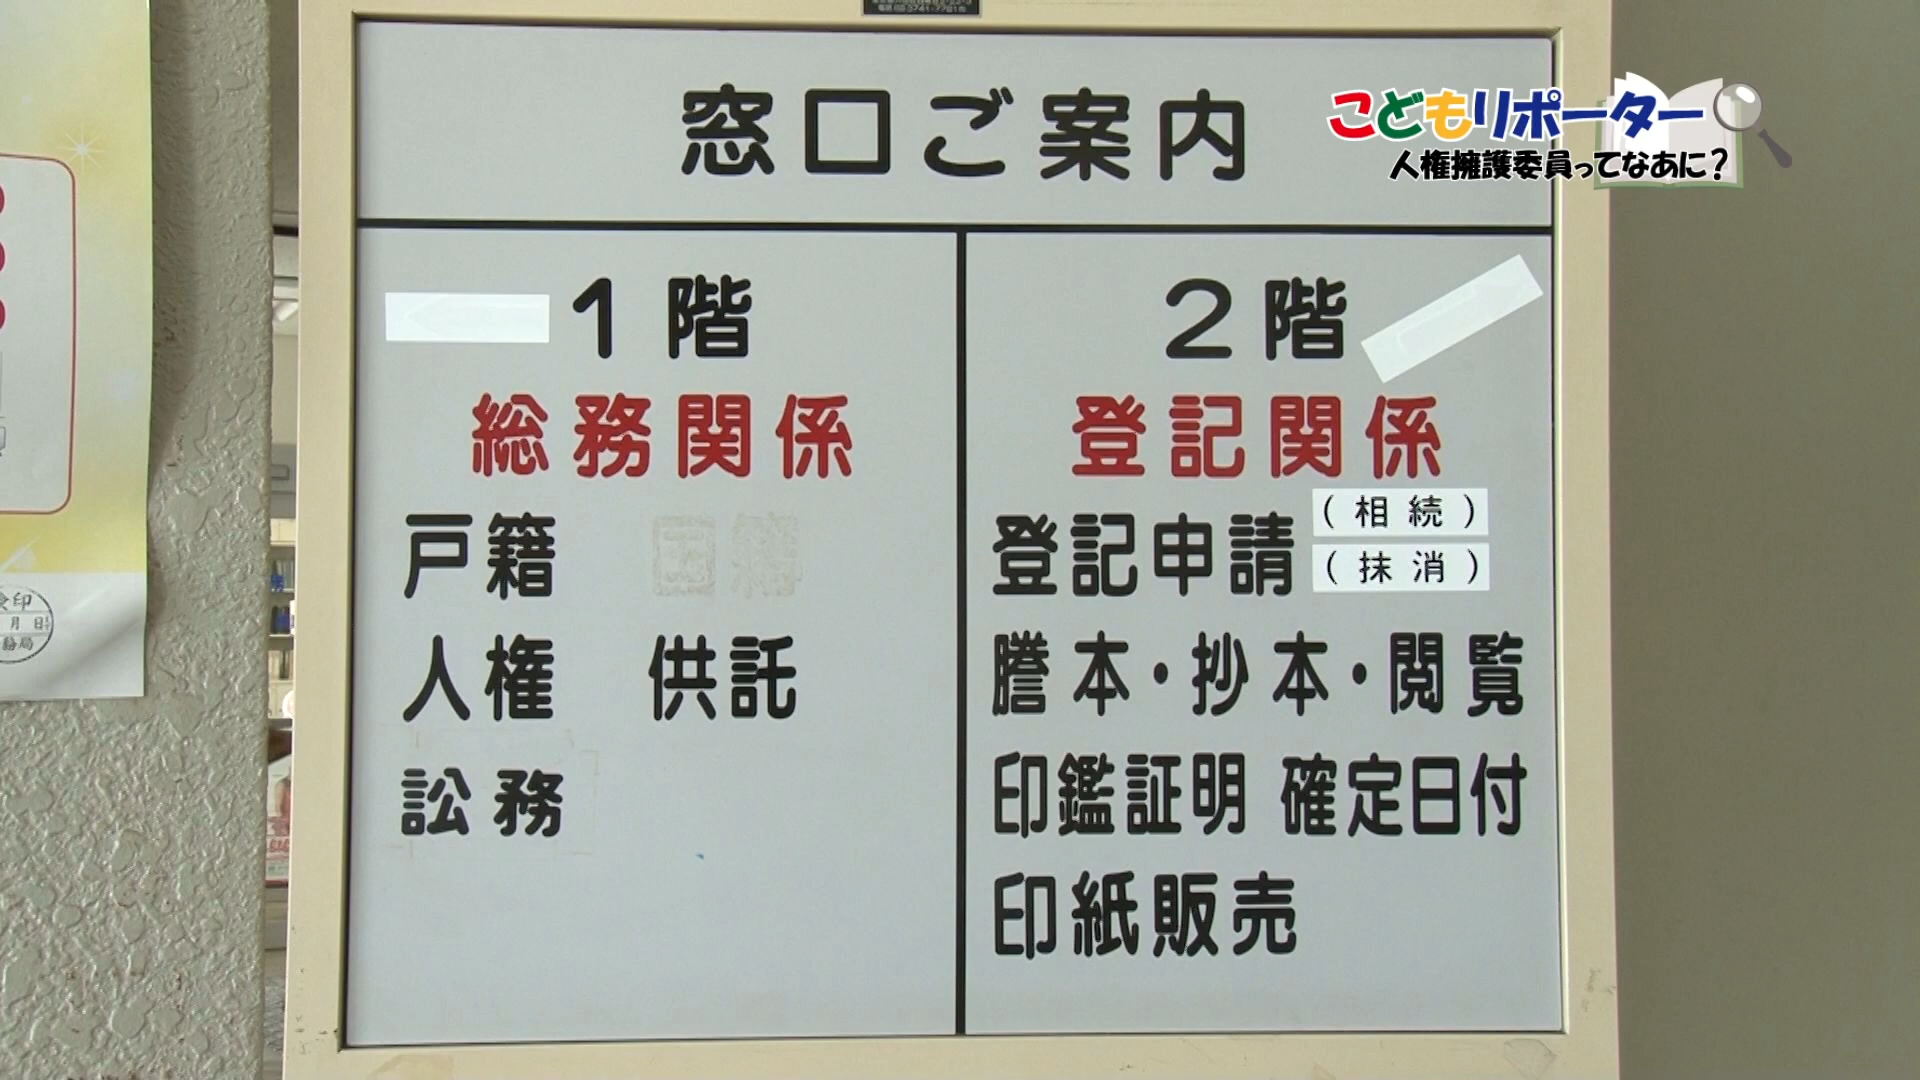 こどもリポーター
人権擁護委員ってなあに?
窓口ご案内
1階
総務関係
戸籍 国籍
人権 供託
訟務
2階
登記関係
登記申請
(相続)
(抹消)
謄本・抄本・閲覧
印鑑証明 確定日付
印紙販売